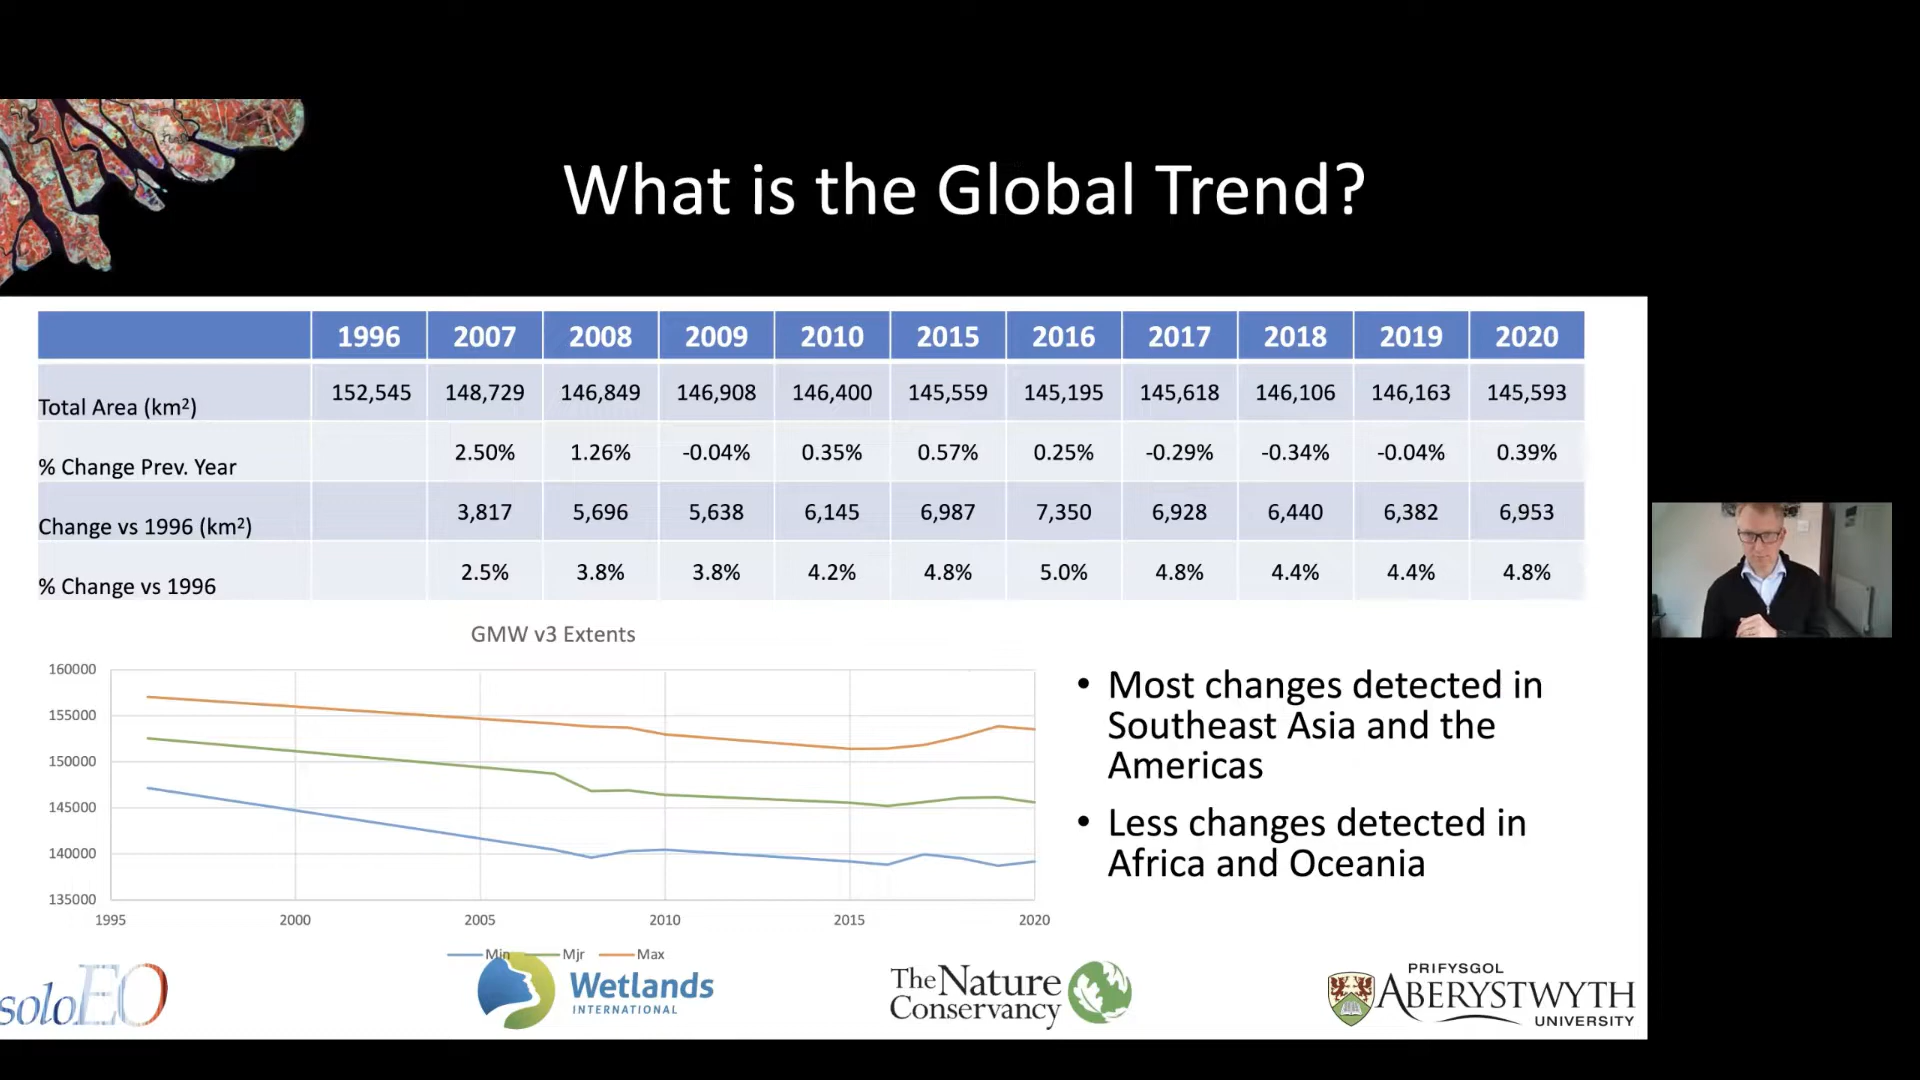 What is the Global Trend?
1996 2007 2008 2009 2010 2015 2016 2017 2018 2019 2020
Total Area (km²) 152,545 148,729 146,849 146,908 146,400 145,559 145,195 145,618 146,106 146,163 145,593
% Change Prev. Year 2.50% 1.26% -0.04% 0.35% 0.57% 0.25% -0.29% -0.34% -0.04% 0.39%
Change vs 1996 (km²) 3,817 5,696 5,638 6,145 6,987 7,350 6,928 6,440 6,382 6,953
% Change vs 1996 2.5% 3.8% 3.8% 4.2% 4.8% 5.0% 4.8% 4.4% 4.4% 4.8%
GMW v3 Extents
160000
155000
150000
145000
140000
135000
1995 2000 2005 2010 2015 2020
Min Mjr Max
• Most changes detected in
Southeast Asia and the
Americas
• Less changes detected in
Africa and Oceania
soloEO
Wetlands
INTERNATIONAL
The Nature
Conservancy
PRIFYSGOL
ABERYSTWYTH
UNIVERSITY